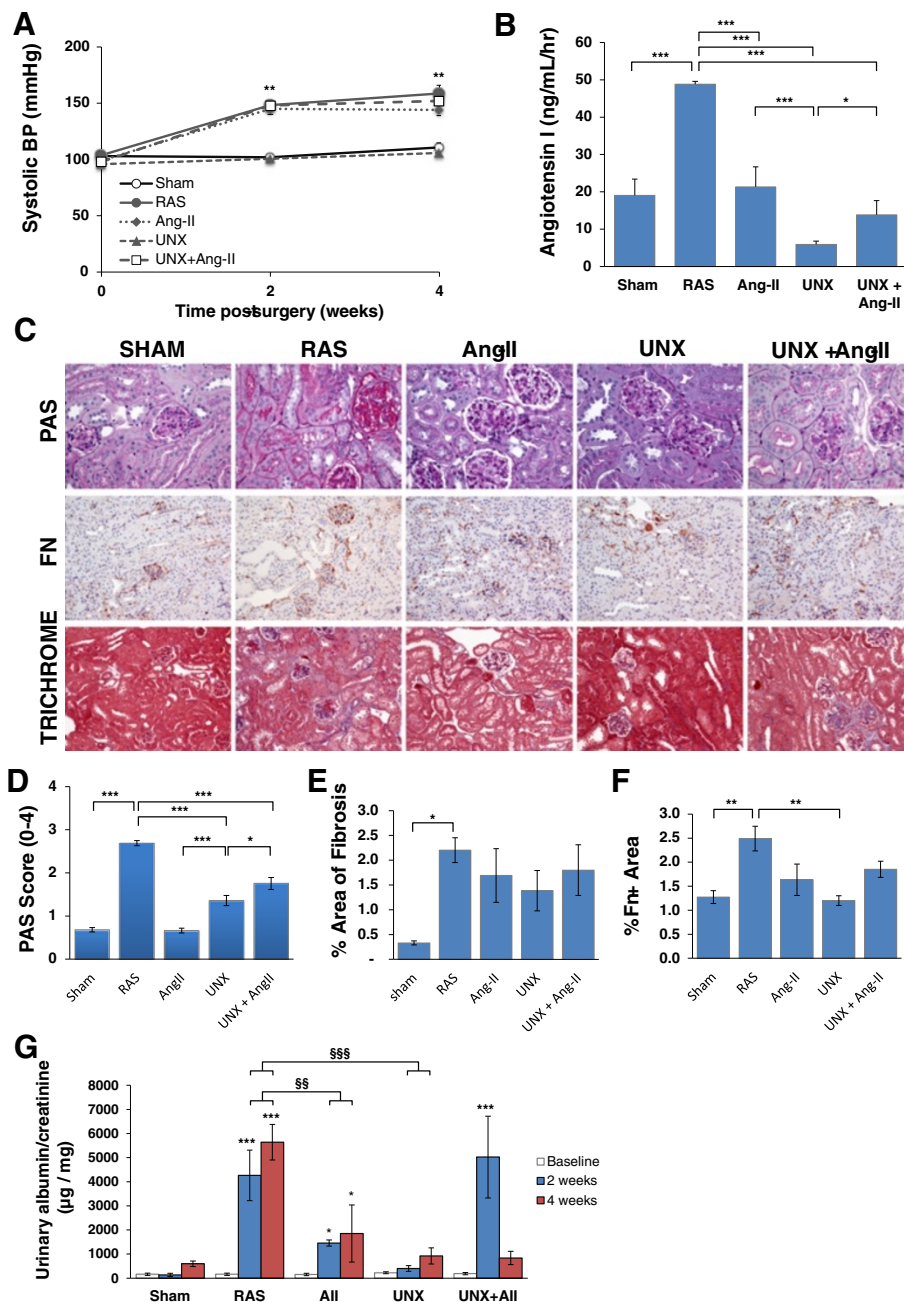 A
Systolic BP (mmHg)
200
150
100
50
0
**
**
Sham
RAS
Ang-II
UNX
UNX+Ang-II
0
2
4
Time post-surgery (weeks)
B
Angiotensin I (ng/mL/hr)
60
50
40
30
20
10
0
***
***
***
***
***
*
Sham
RAS
Ang-II
UNX
UNX +
Ang-II
C
SHAM
RAS
Ang-II
UNX
UNX + Ang-II
PAS
FN
TRICHROME
D
PAS Score (0-4)
4
3
2
1
0
***
***
***
***
*
Sham
RAS
AngII
UNX
UNX + AngII
E
% Area of Fibrosis
3.0
2.5
2.0
1.5
1.0
0.5
-
*
sham
RAS
Ang-II
UNX
UNX + Ang-II
F
%Fn+ Area
3.0
2.5
2.0
1.5
1.0
0.5
0.0
**
**
Sham
RAS
Ang-II
UNX
UNX + Ang-II
G
Urinary albumin/creatinine
(µg / mg)
8000
7000
6000
5000
4000
3000
2000
1000
0
§§§
§§
***
***
*
*
***
Baseline
2 weeks
4 weeks
Sham
RAS
AII
UNX
UNX+AII